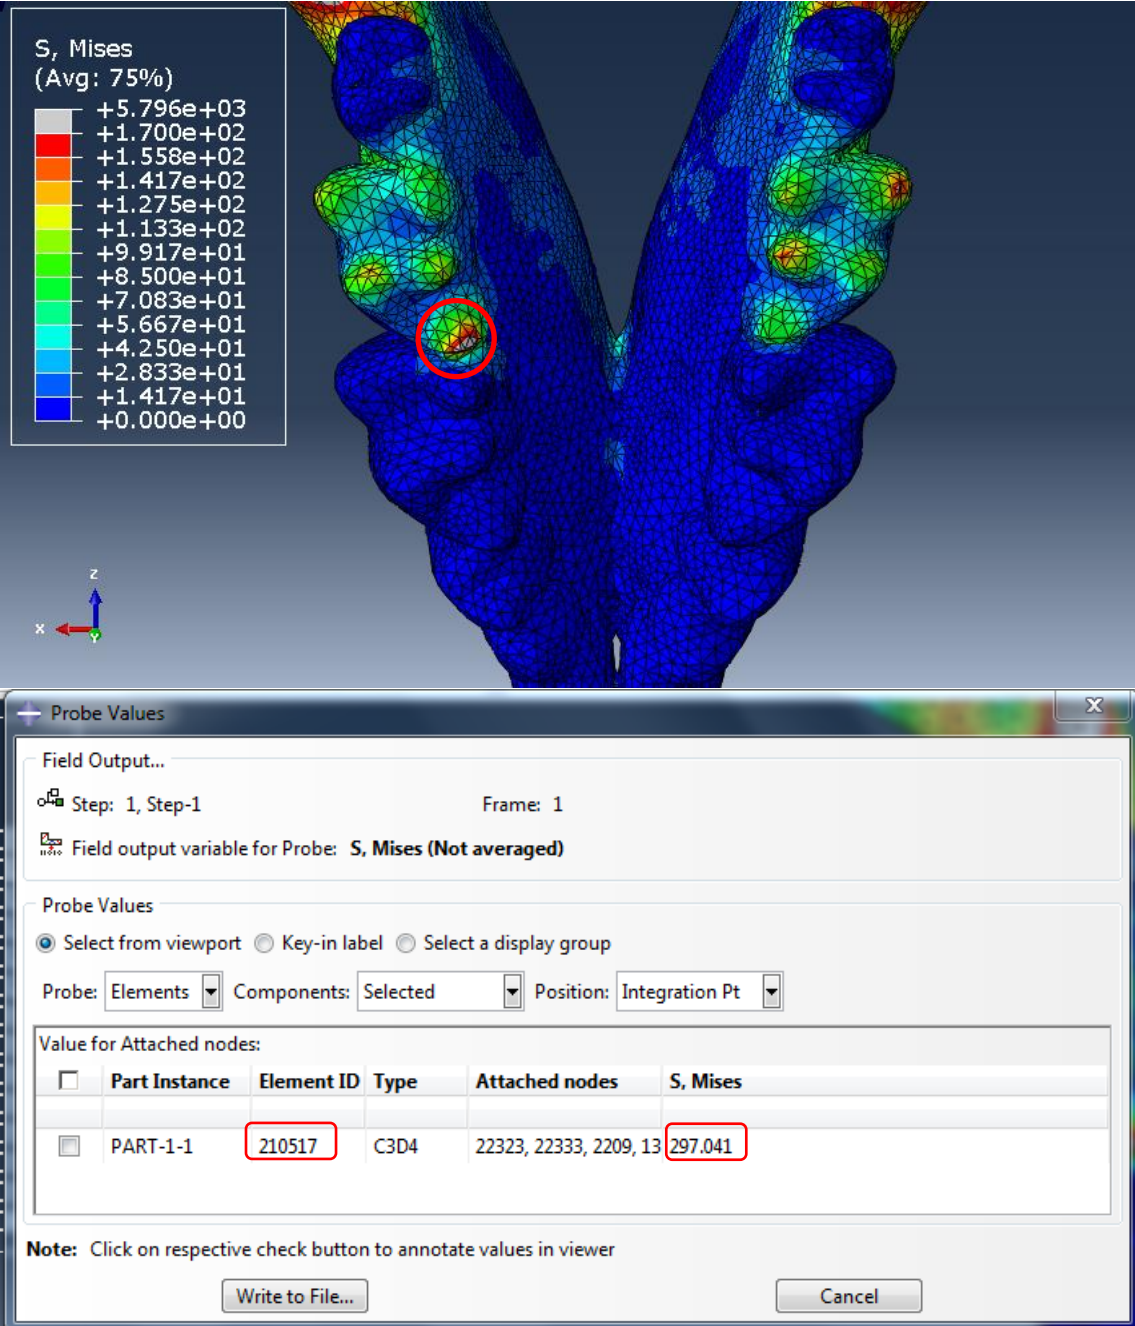 S, Mises
(Avg: 75%)
+5.796e+03
+1.700e+02
+1.558e+02
+1.417e+02
+1.275e+02
+1.133e+02
+9.917e+01
+8.500e+01
+7.083e+01
+5.667e+01
+4.250e+01
+2.833e+01
+1.417e+01
+0.000e+00
Z
X
Y
Probe Values
X
Field Output...
Step: 1, Step-1 Frame: 1
Field output variable for Probe: S, Mises (Not averaged)
Probe Values
Select from viewport Key-in label Select a display group
Probe: Elements Components: Selected Position: Integration Pt
Value for Attached nodes:
Part Instance Element ID Type Attached nodes S, Mises
PART-1-1 210517 C3D4 22323, 22333, 2209, 13 297.041
Note: Click on respective check button to annotate values in viewer
Write to File... Cancel